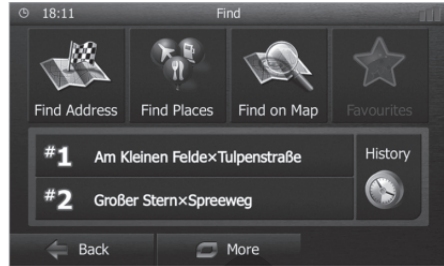 18:11 Find
Find Address Find Places Find on Map Favourites
#1 Am Kleinen Felde×Tulpenstraße History
#2 Großer Stern×Spreeweg
Back More